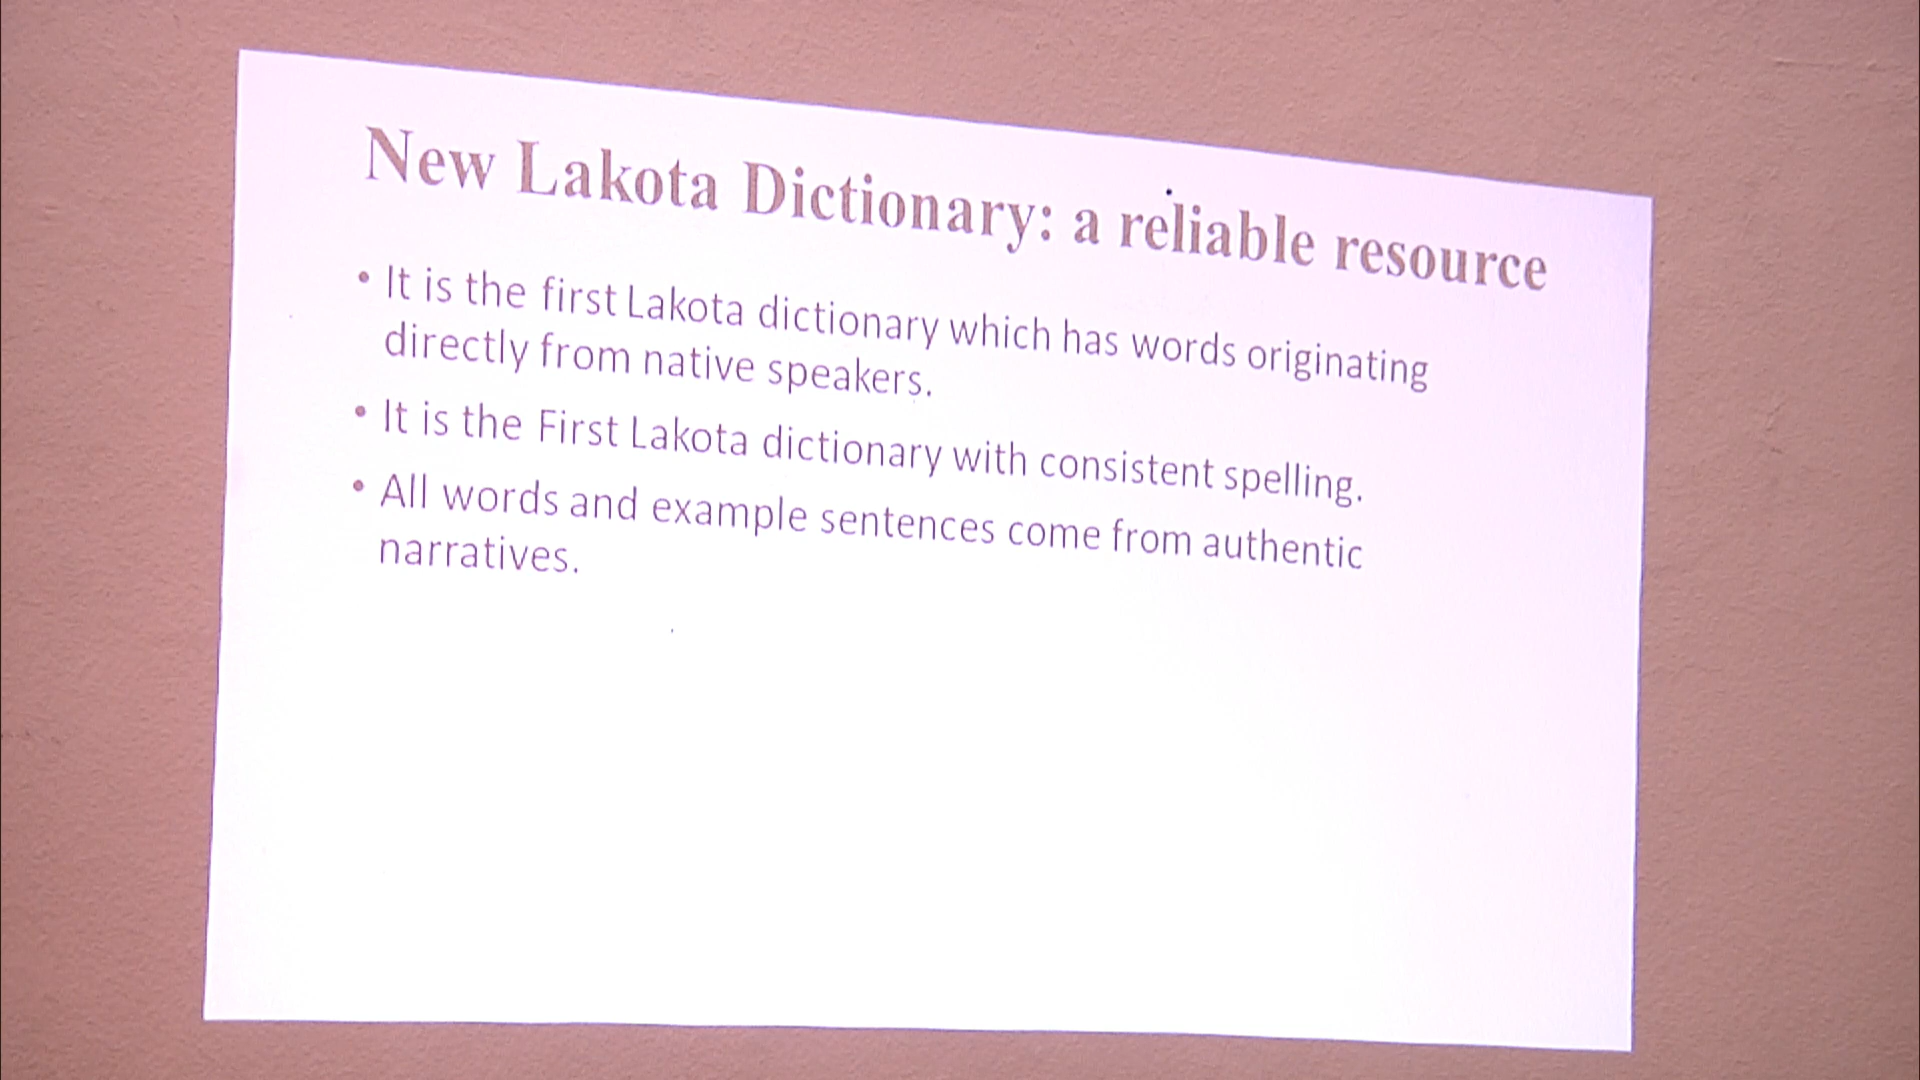 New Lakota Dictionary: a reliable resource
• It is the first Lakota dictionary which has words originating
directly from native speakers.
• It is the First Lakota dictionary with consistent spelling.
• All words and example sentences come from authentic
narratives.